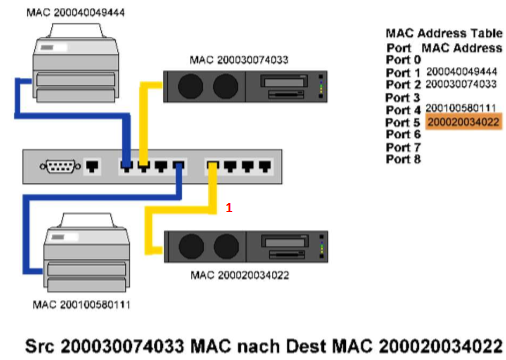 MAC 200040049444
MAC 200030074033
MAC Address Table
Port MAC Address
Port 0
Port 1 200040049444
Port 2 200030074033
Port 3
Port 4 200100580111
Port 5 200020034022
Port 6
Port 7
Port 8
1
MAC 200020034022
MAC 200100580111
Src 200030074033 MAC nach Dest MAC 200020034022